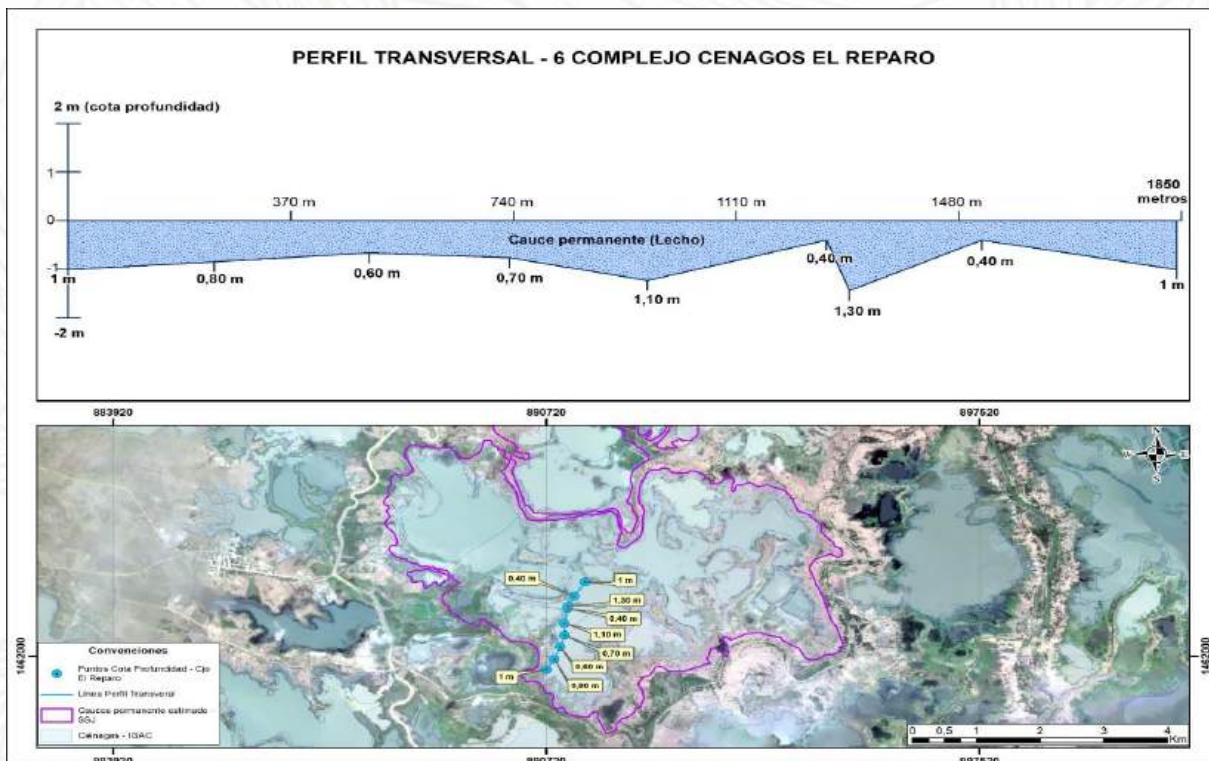 PERFIL TRANSVERSAL - 6 COMPLEJO CENAGOS EL REPARO
2 m (cota profundidad)
1
0
-1
-2 m
370 m
740 m
1110 m
1480 m
1850
metros
Cauce permanente (Lecho)
1 m
0,80 m
0,60 m
0,70 m
1,10 m
0,40 m
1,30 m
0,40 m
1 m
883920
890720
897520
1462000
1462000
N
S
E
0,40 m
1 m
1,30 m
0,40 m
1,10 m
0,70 m
0,60 m
1 m
0,80 m
Convenciones
Puntos Cota Profundidad - Cjo
El Reparo
Línea Perfil Transversal
Cauce permanente estimado
Ciénagas - IGAC
0 0,5 1 2 3 4
Km
883920
890720
897520